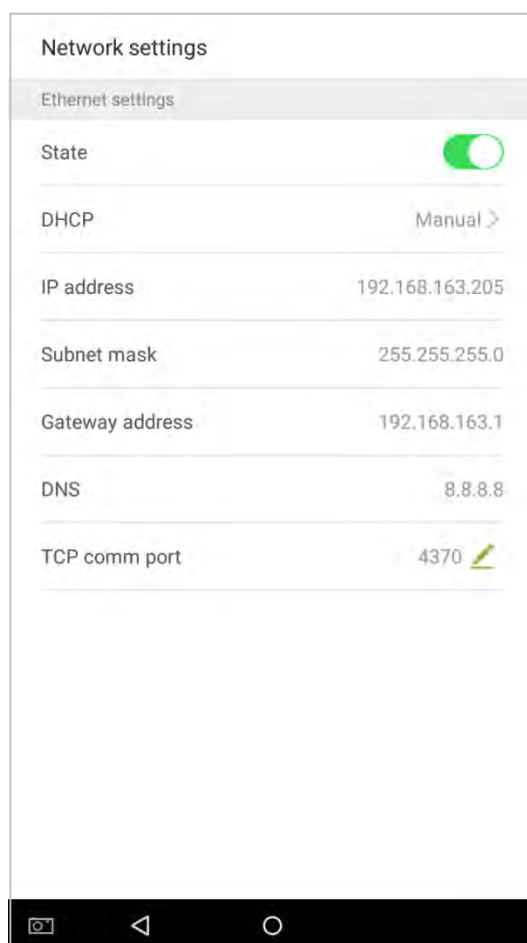 Network settings
Ethernet settings
State
DHCP Manual
IP address 192.168.163.205
Subnet mask 255.255.255.0
Gateway address 192.168.163.1
DNS 8.8.8.8
TCP comm port 4370